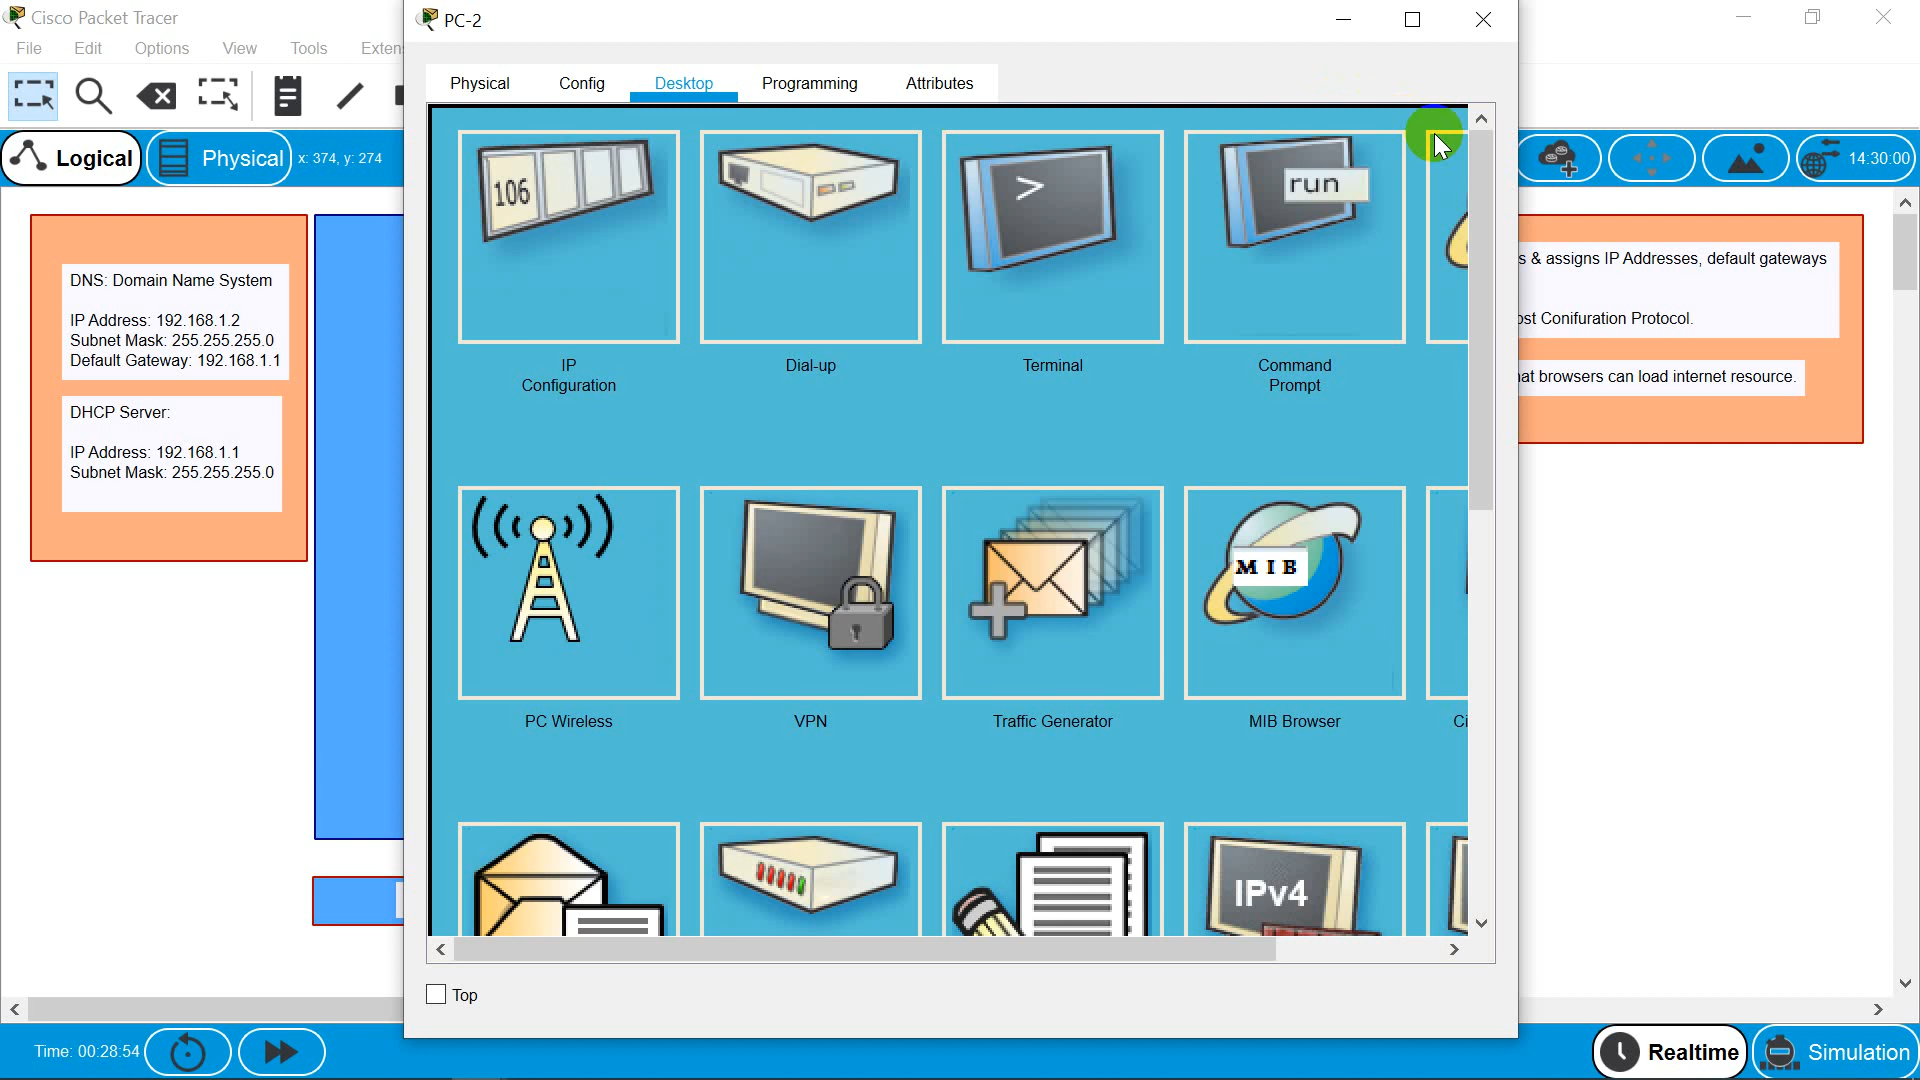 Cisco Packet Tracer
File Edit Options View Tools Exten
PC-2
Physical Config Desktop Programming Attributes
Logical
Physical
x: 374, y: 274
14:30:00
106
>
run
IP
Configuration
Dial-up
Terminal
Command
Prompt
DNS: Domain Name System
IP Address: 192.168.1.2
Subnet Mask: 255.255.255.0
Default Gateway: 192.168.1.1
DHCP Server:
IP Address: 192.168.1.1
Subnet Mask: 255.255.255.0
s & assigns IP Addresses, default gateways
ost Conifuration Protocol.
hat browsers can load internet resource.
MIB
PC Wireless
VPN
Traffic Generator
MIB Browser
Ci
IPv4
Top
Time: 00:28:54
Realtime
Simulation